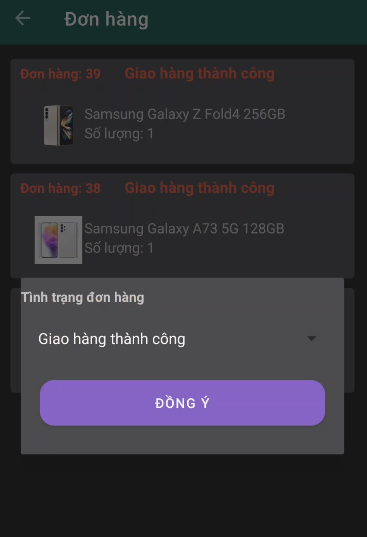 Đơn hàng
Đơn hàng: 39 Giao hàng thành công
Samsung Galaxy Z Fold4 256GB
Số lượng: 1
Đơn hàng: 38 Giao hàng thành công
Samsung Galaxy A73 5G 128GB
Số lượng: 1
Tình trạng đơn hàng
Giao hàng thành công
ĐỒNG Ý